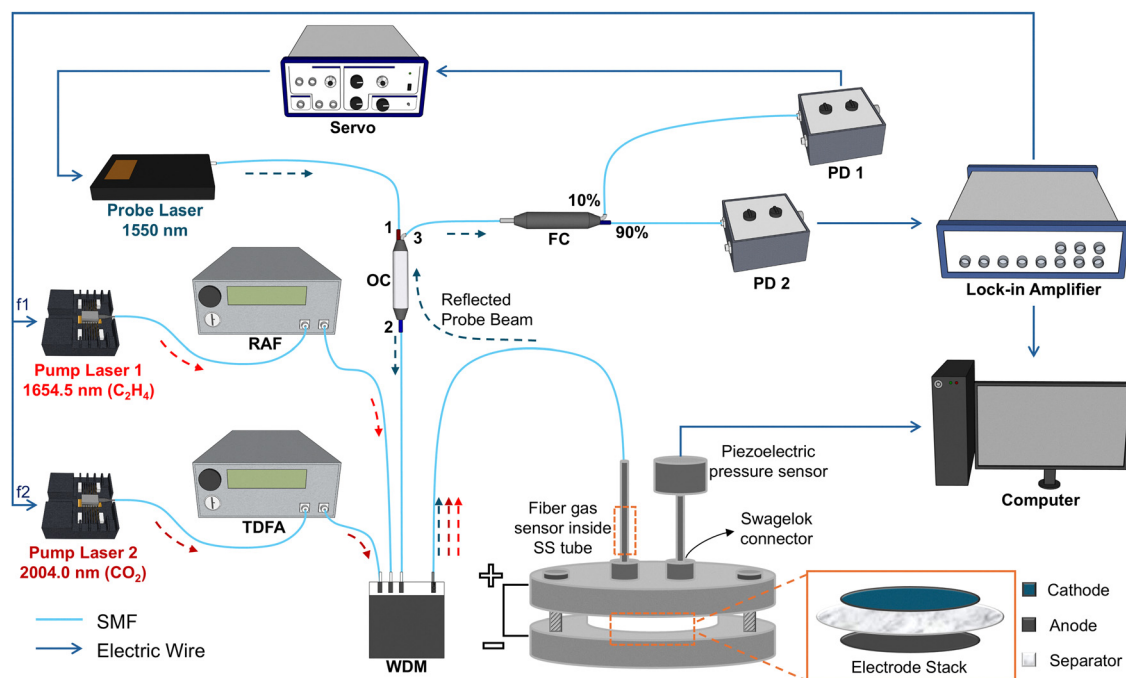 Servo
PD 1
Probe Laser
1550 nm
1
3
10%
FC
90%
PD 2
OC
2
Reflected
Probe Beam
Lock-in Amplifier
f1
RAF
Pump Laser 1
1654.5 nm (C₂H₄)
f2
TDFA
Pump Laser 2
2004.0 nm (CO₂)
Piezoelectric
pressure sensor
Fiber gas
sensor inside
SS tube
Swagelok
connector
Computer
+
−
SMF
Electric Wire
WDM
Electrode Stack
Cathode
Anode
Separator